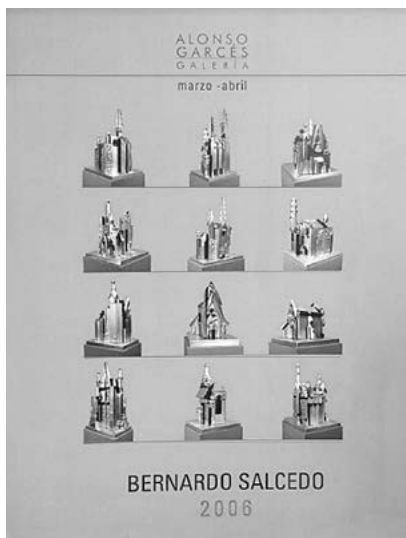 ALONSO
GARCÉS
GALERÍA
marzo - abril
BERNARDO SALCEDO
2006